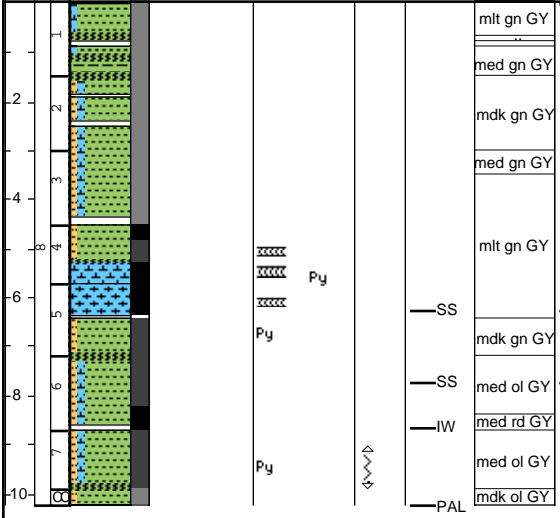 mlt gn GY
1
med gn GY
2
2
mdk gn GY
med gn GY
3
4
4
8
mlt gn GY
Py
6
5
SS
Py
mdk gn GY
8
6
SS
med ol GY
IW
med rd GY
7
Py
med ol GY
10
8
mdk ol GY
PAL